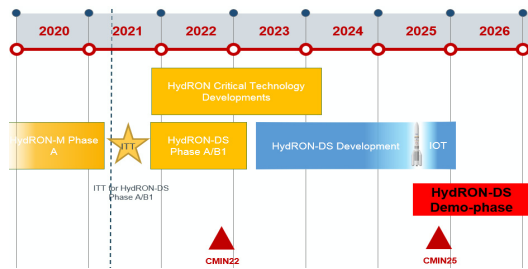 2020 2021 2022 2023 2024 2025 2026
HydRON Critical Technology
Developments
HydRON-M Phase
A
ITT
HydRON-DS
Phase A/B1
HydRON-DS Development
IOT
ITT for HydRON-DS
Phase A/B1
HydRON-DS
Demo-phase
CMIN22
CMIN25